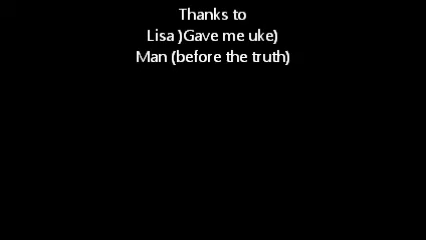 Thanks to
Lisa )Gave me uke)
Man (before the truth)